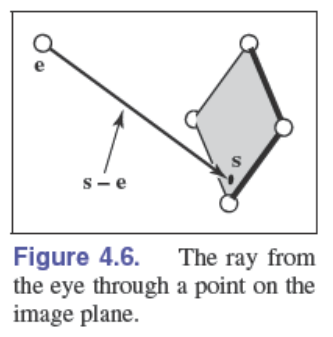 e
s
s – e
Figure 4.6. The ray from
the eye through a point on the
image plane.